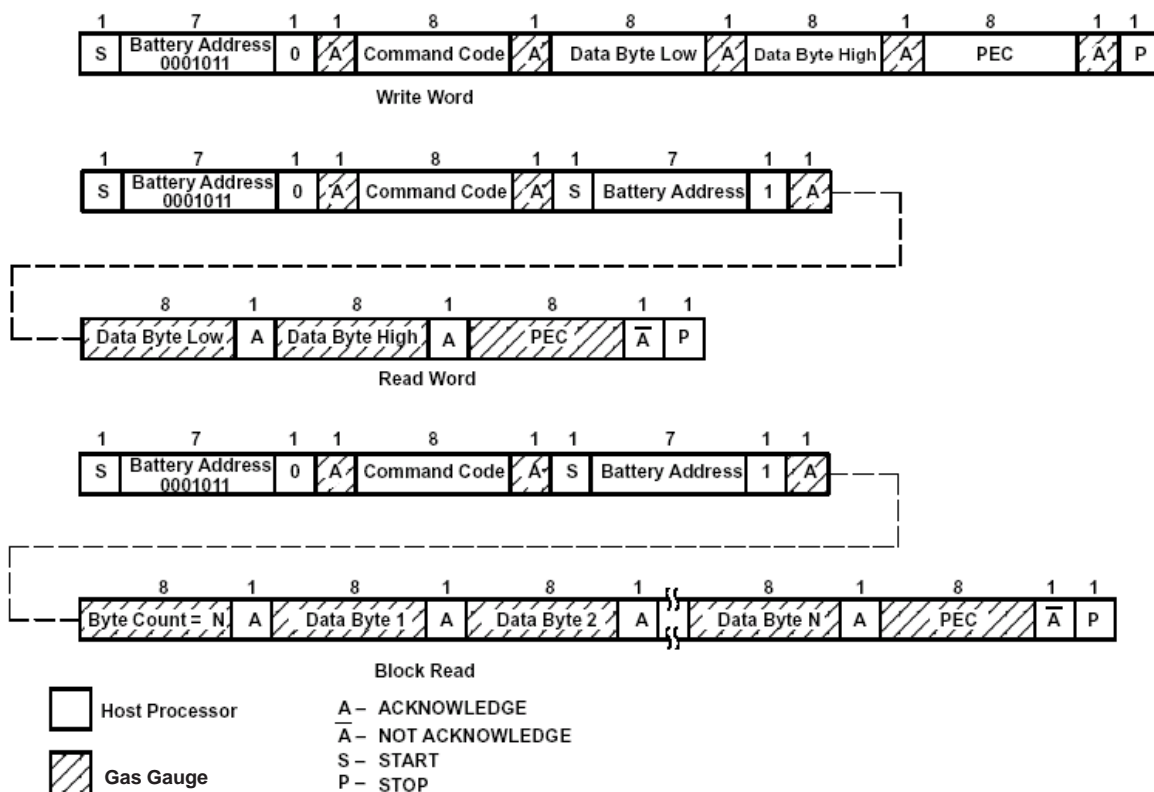 1 7 1 1 8 1 8 1 8 1 8 1 1
S Battery Address 0 A Command Code A Data Byte Low A Data Byte High A PEC A P
0001011
Write Word
1 7 1 1 8 1 1 7 1 1
S Battery Address 0 A Command Code A S Battery Address 1 A
0001011
8 1 8 1 8 1 1
Data Byte Low A Data Byte High A PEC A̅ P
Read Word
1 7 1 1 8 1 1 7 1 1
S Battery Address 0 A Command Code A S Battery Address 1 A
0001011
8 1 8 1 8 1 8 1 8 1 1
Byte Count = N A Data Byte 1 A Data Byte 2 A Data Byte N A PEC A̅ P
Block Read
Host Processor
Gas Gauge
A – ACKNOWLEDGE
A̅ – NOT ACKNOWLEDGE
S – START
P – STOP